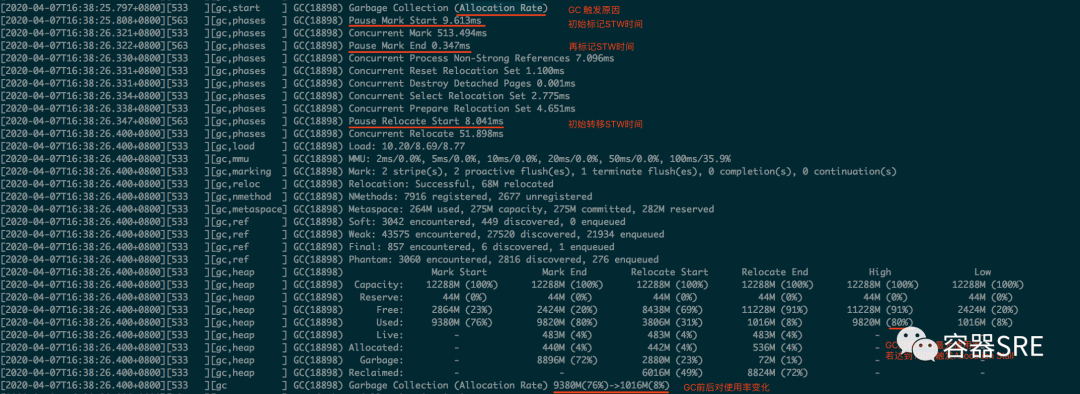 [2020-04-07T16:38:25.797+0800][533 ][gc,start ] GC(18898) Garbage Collection (Allocation Rate) GC 触发原因
[2020-04-07T16:38:25.808+0800][563 ][gc,phases ] GC(18898) Pause Mark Start 9.613ms 初始标记STW时间
[2020-04-07T16:38:26.321+0800][533 ][gc,phases ] GC(18898) Concurrent Mark 513.494ms
[2020-04-07T16:38:26.322+0800][563 ][gc,phases ] GC(18898) Pause Mark End 0.347ms 再标记STW时间
[2020-04-07T16:38:26.330+0800][533 ][gc,phases ] GC(18898) Concurrent Process Non-Strong References 7.096ms
[2020-04-07T16:38:26.331+0800][533 ][gc,phases ] GC(18898) Concurrent Reset Relocation Set 1.100ms
[2020-04-07T16:38:26.331+0800][533 ][gc,phases ] GC(18898) Concurrent Destroy Detached Pages 0.001ms
[2020-04-07T16:38:26.334+0800][533 ][gc,phases ] GC(18898) Concurrent Select Relocation Set 2.775ms
[2020-04-07T16:38:26.338+0800][533 ][gc,phases ] GC(18898) Concurrent Prepare Relocation Set 4.651ms
[2020-04-07T16:38:26.347+0800][563 ][gc,phases ] GC(18898) Pause Relocate Start 8.041ms 初始转移STW时间
[2020-04-07T16:38:26.400+0800][533 ][gc,phases ] GC(18898) Concurrent Relocate 51.898ms
[2020-04-07T16:38:26.400+0800][533 ][gc,load ] GC(18898) Load: 10.20/8.69/8.77
[2020-04-07T16:38:26.400+0800][533 ][gc,mmu ] GC(18898) MMU: 2ms/0.0%, 5ms/0.0%, 10ms/0.0%, 20ms/0.0%, 50ms/0.0%, 100ms/35.9%
[2020-04-07T16:38:26.400+0800][533 ][gc,marking ] GC(18898) Mark: 2 stripe(s), 2 proactive flush(es), 1 terminate flush(es), 0 completion(s), 0 continuation(s)
[2020-04-07T16:38:26.400+0800][533 ][gc,reloc ] GC(18898) Relocation: Successful, 68M relocated
[2020-04-07T16:38:26.400+0800][533 ][gc,nmethod ] GC(18898) NMethods: 7916 registered, 2677 unregistered
[2020-04-07T16:38:26.400+0800][533 ][gc,metaspace] GC(18898) Metaspace: 264M used, 275M capacity, 275M committed, 282M reserved
[2020-04-07T16:38:26.400+0800][533 ][gc,ref ] GC(18898) Soft: 3042 encountered, 449 discovered, 0 enqueued
[2020-04-07T16:38:26.400+0800][533 ][gc,ref ] GC(18898) Weak: 43575 encountered, 27520 discovered, 21934 enqueued
[2020-04-07T16:38:26.400+0800][533 ][gc,ref ] GC(18898) Final: 857 encountered, 6 discovered, 1 enqueued
[2020-04-07T16:38:26.400+0800][533 ][gc,ref ] GC(18898) Phantom: 3060 encountered, 2816 discovered, 276 enqueued
[2020-04-07T16:38:26.400+0800][533 ][gc,heap ] GC(18898) Mark Start Mark End Relocate Start Relocate End High Low
[2020-04-07T16:38:26.400+0800][533 ][gc,heap ] GC(18898) Capacity: 12288M (100%) 12288M (100%) 12288M (100%) 12288M (100%) 12288M (100%) 12288M (100%)
[2020-04-07T16:38:26.400+0800][533 ][gc,heap ] GC(18898) Reserve: 44M (0%) 44M (0%) 44M (0%) 44M (0%) 44M (0%) 44M (0%)
[2020-04-07T16:38:26.400+0800][533 ][gc,heap ] GC(18898) Free: 2864M (23%) 2424M (20%) 8438M (69%) 11228M (91%) 11228M (91%) 2424M (20%)
[2020-04-07T16:38:26.400+0800][533 ][gc,heap ] GC(18898) Used: 9380M (76%) 9820M (80%) 3806M (31%) 1016M (8%) 9820M (80%) 1016M (8%)
[2020-04-07T16:38:26.400+0800][533 ][gc,heap ] GC(18898) Live: - 483M (4%) 483M (4%) 483M (4%) - -
[2020-04-07T16:38:26.400+0800][533 ][gc,heap ] GC(18898) Allocated: - 440M (4%) 442M (4%) 536M (4%) GC
[2020-04-07T16:38:26.400+0800][533 ][gc,heap ] GC(18898) Garbage: - 8896M (72%) 2880M (23%) 72M (1%) 若达到
容器SRE
[2020-04-07T16:38:26.400+0800][533 ][gc,heap ] GC(18898) Reclaimed: - - 6016M (49%) 8824M (72%) - -
[2020-04-07T16:38:26.400+0800][533 ][gc ] GC(18898) Garbage Collection (Allocation Rate) 9380M(76%)->1016M(8%) GC前后对使用率变化